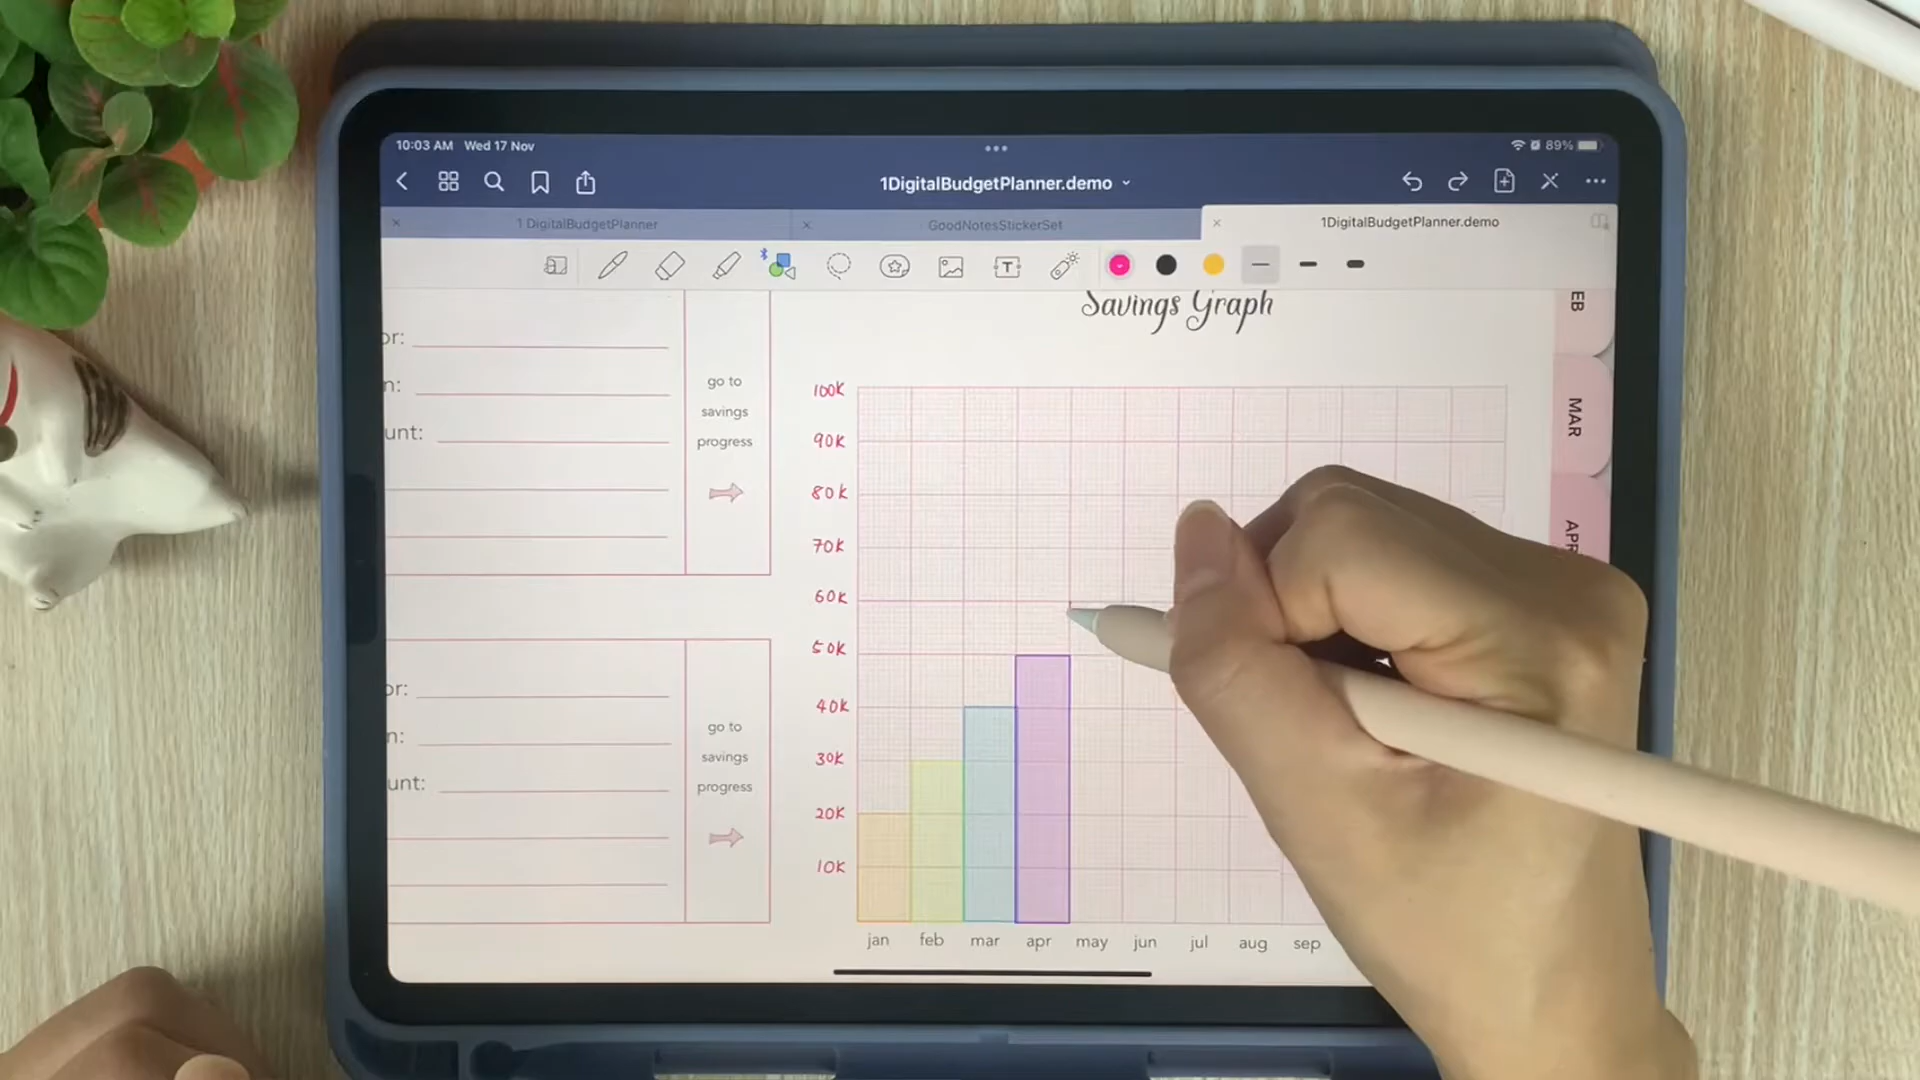 10:03 AM Wed 17 Nov
89%
1DigitalBudgetPlanner.demo
1 DigitalBudgetPlanner
GoodNotesStickerSet
1DigitalBudgetPlanner.demo
T
Savings Graph
EB
MAR
APR
or:
n:
unt:
go to
savings
progress
or:
n:
unt:
go to
savings
progress
100K
90K
80K
70K
60K
50K
40K
30K
20K
10K
jan feb mar apr may jun jul aug sep